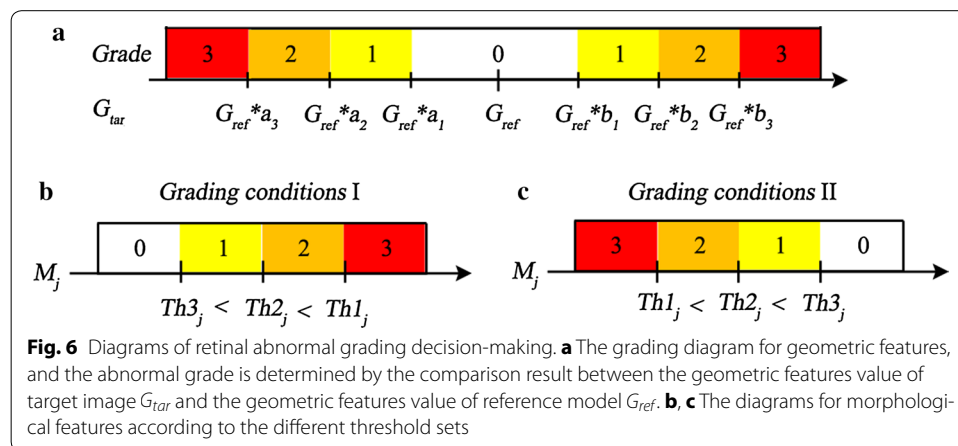 a
Grade 3 2 1 0 1 2 3
G_tar G_ref*a_3 G_ref*a_2 G_ref*a_1 G_ref G_ref*b_1 G_ref*b_2 G_ref*b_3
b Grading conditions I
0 1 2 3
M_j
Th3_j < Th2_j < Th1_j
c Grading conditions II
3 2 1 0
M_j
Th1_j < Th2_j < Th3_j
Fig. 6 Diagrams of retinal abnormal grading decision-making. a The grading diagram for geometric features,
and the abnormal grade is determined by the comparison result between the geometric features value of
target image G_tar and the geometric features value of reference model G_ref. b, c The diagrams for morphologi-
cal features according to the different threshold sets